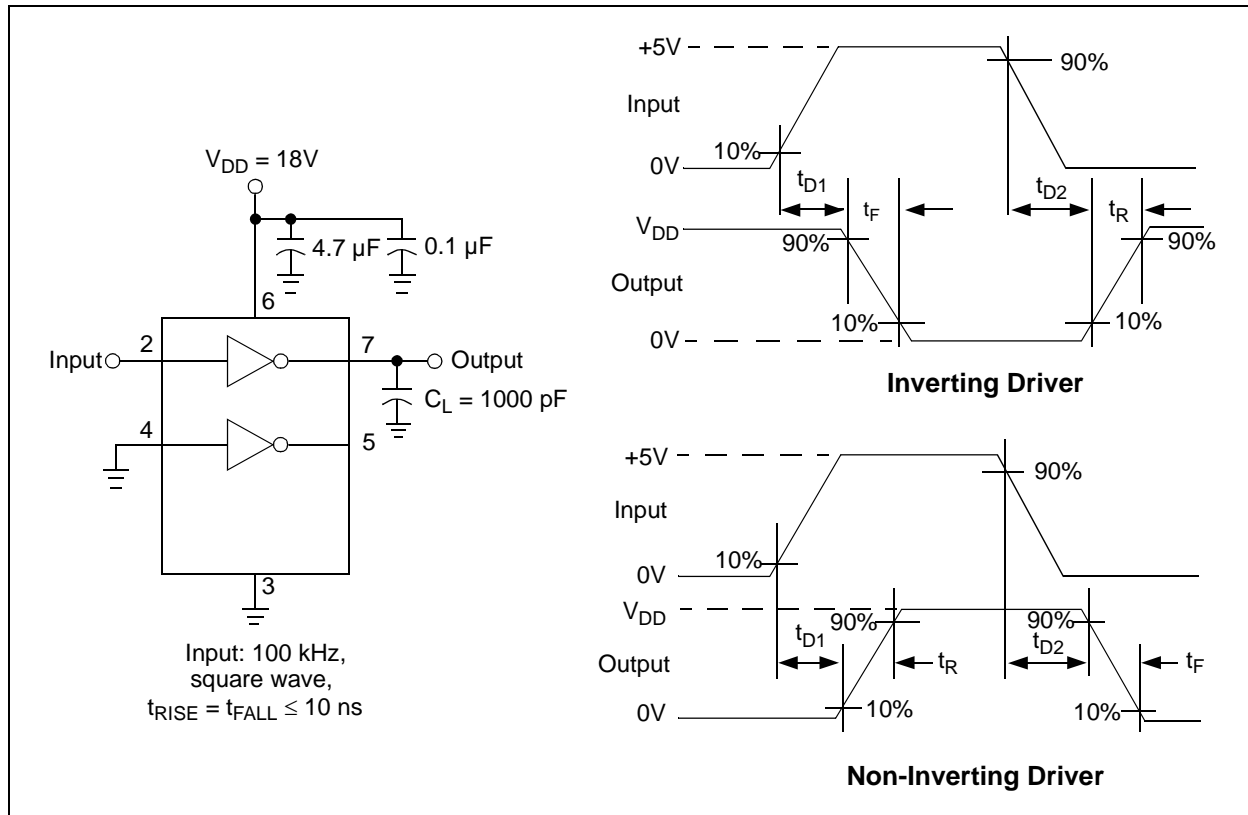 V_DD = 18V
4.7 µF
0.1 µF
6
Input
2
7
Output
C_L = 1000 pF
4
5
3
Input: 100 kHz,
square wave,
t_RISE = t_FALL ≤ 10 ns
+5V
90%
Input
10%
0V
t_D1
t_F
t_D2
t_R
V_DD
90%
90%
Output
10%
10%
0V
Inverting Driver
+5V
90%
Input
10%
0V
V_DD
90%
90%
t_D1
t_R
t_D2
t_F
Output
0V
10%
10%
Non-Inverting Driver